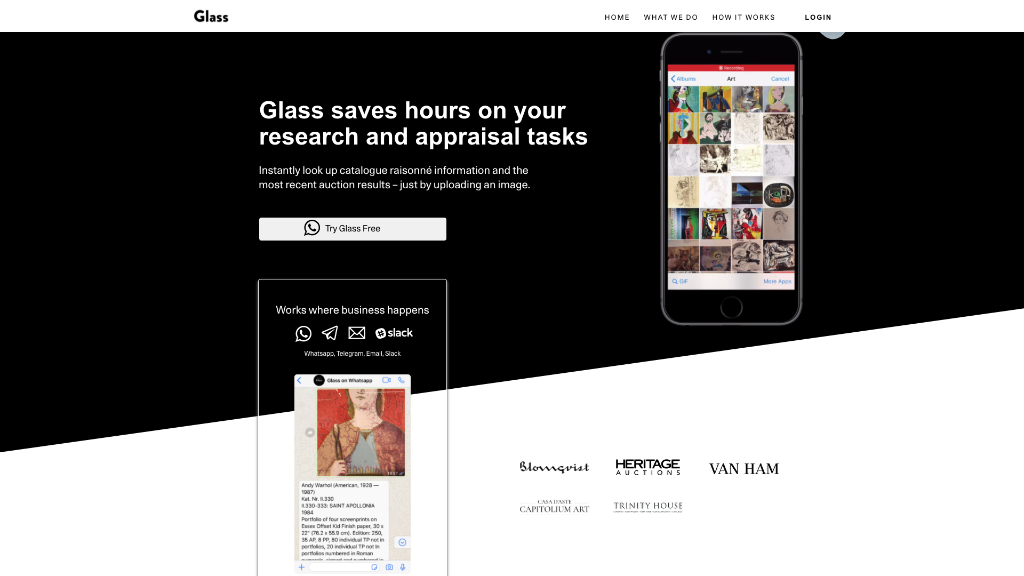 Glass
HOME
WHAT WE DO
HOW IT WORKS
LOGIN
Recording
Albums
Art
Cancel
Glass saves hours on your
research and appraisal tasks
Instantly look up catalogue raisonné information and the
most recent auction results – just by uploading an image.
Try Glass Free
GIF
More Apps
Works where business happens
slack
Whatsapp, Telegram, Email, Slack
Glass on Whatsapp
Andy Warhol (American, 1928 —
1987)
Kat. Nr. II.330
II.330-333: SAINT APOLLONIA
1984
Portfolio of four screenprints on
Essex Offset Kid Finish paper, 30 x
22" (76.2 x 55.9 cm). Edition: 250,
35 AP, 8 PP, 50 individual TP not in
portfolios, 20 individual TP not in
portfolios numbered in Roman
Blomqvist
HERITAGE
AUCTIONS
VAN HAM
CASA D'ASTE
CAPITOLIUM ART
TRINITY HOUSE